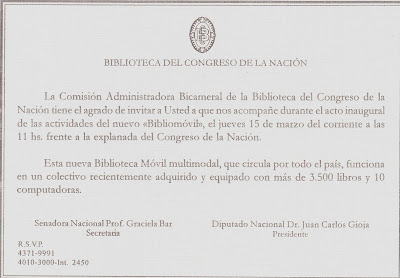 BIBLIOTECA DEL CONGRESO DE LA NACIÓN
La Comisión Administradora Bicameral de la Biblioteca del Congreso de la
Nación tiene el agrado de invitar a Usted a que nos acompañe durante el acto inaugural
de las actividades del nuevo «Bibliomóvil», el jueves 15 de marzo del corriente a las
11 hs. frente a la explanada del Congreso de la Nación.
Esta nueva Biblioteca Móvil multimodal, que circula por todo el país, funciona
en un colectivo recientemente adquirido y equipado con más de 3.500 libros y 10
computadoras.
Senadora Nacional Prof. Graciela Bar
Secretaria
Diputado Nacional Dr. Juan Carlos Gioja
Presidente
R.S.V.P.
4371-9991
4010-3000-Int. 2450